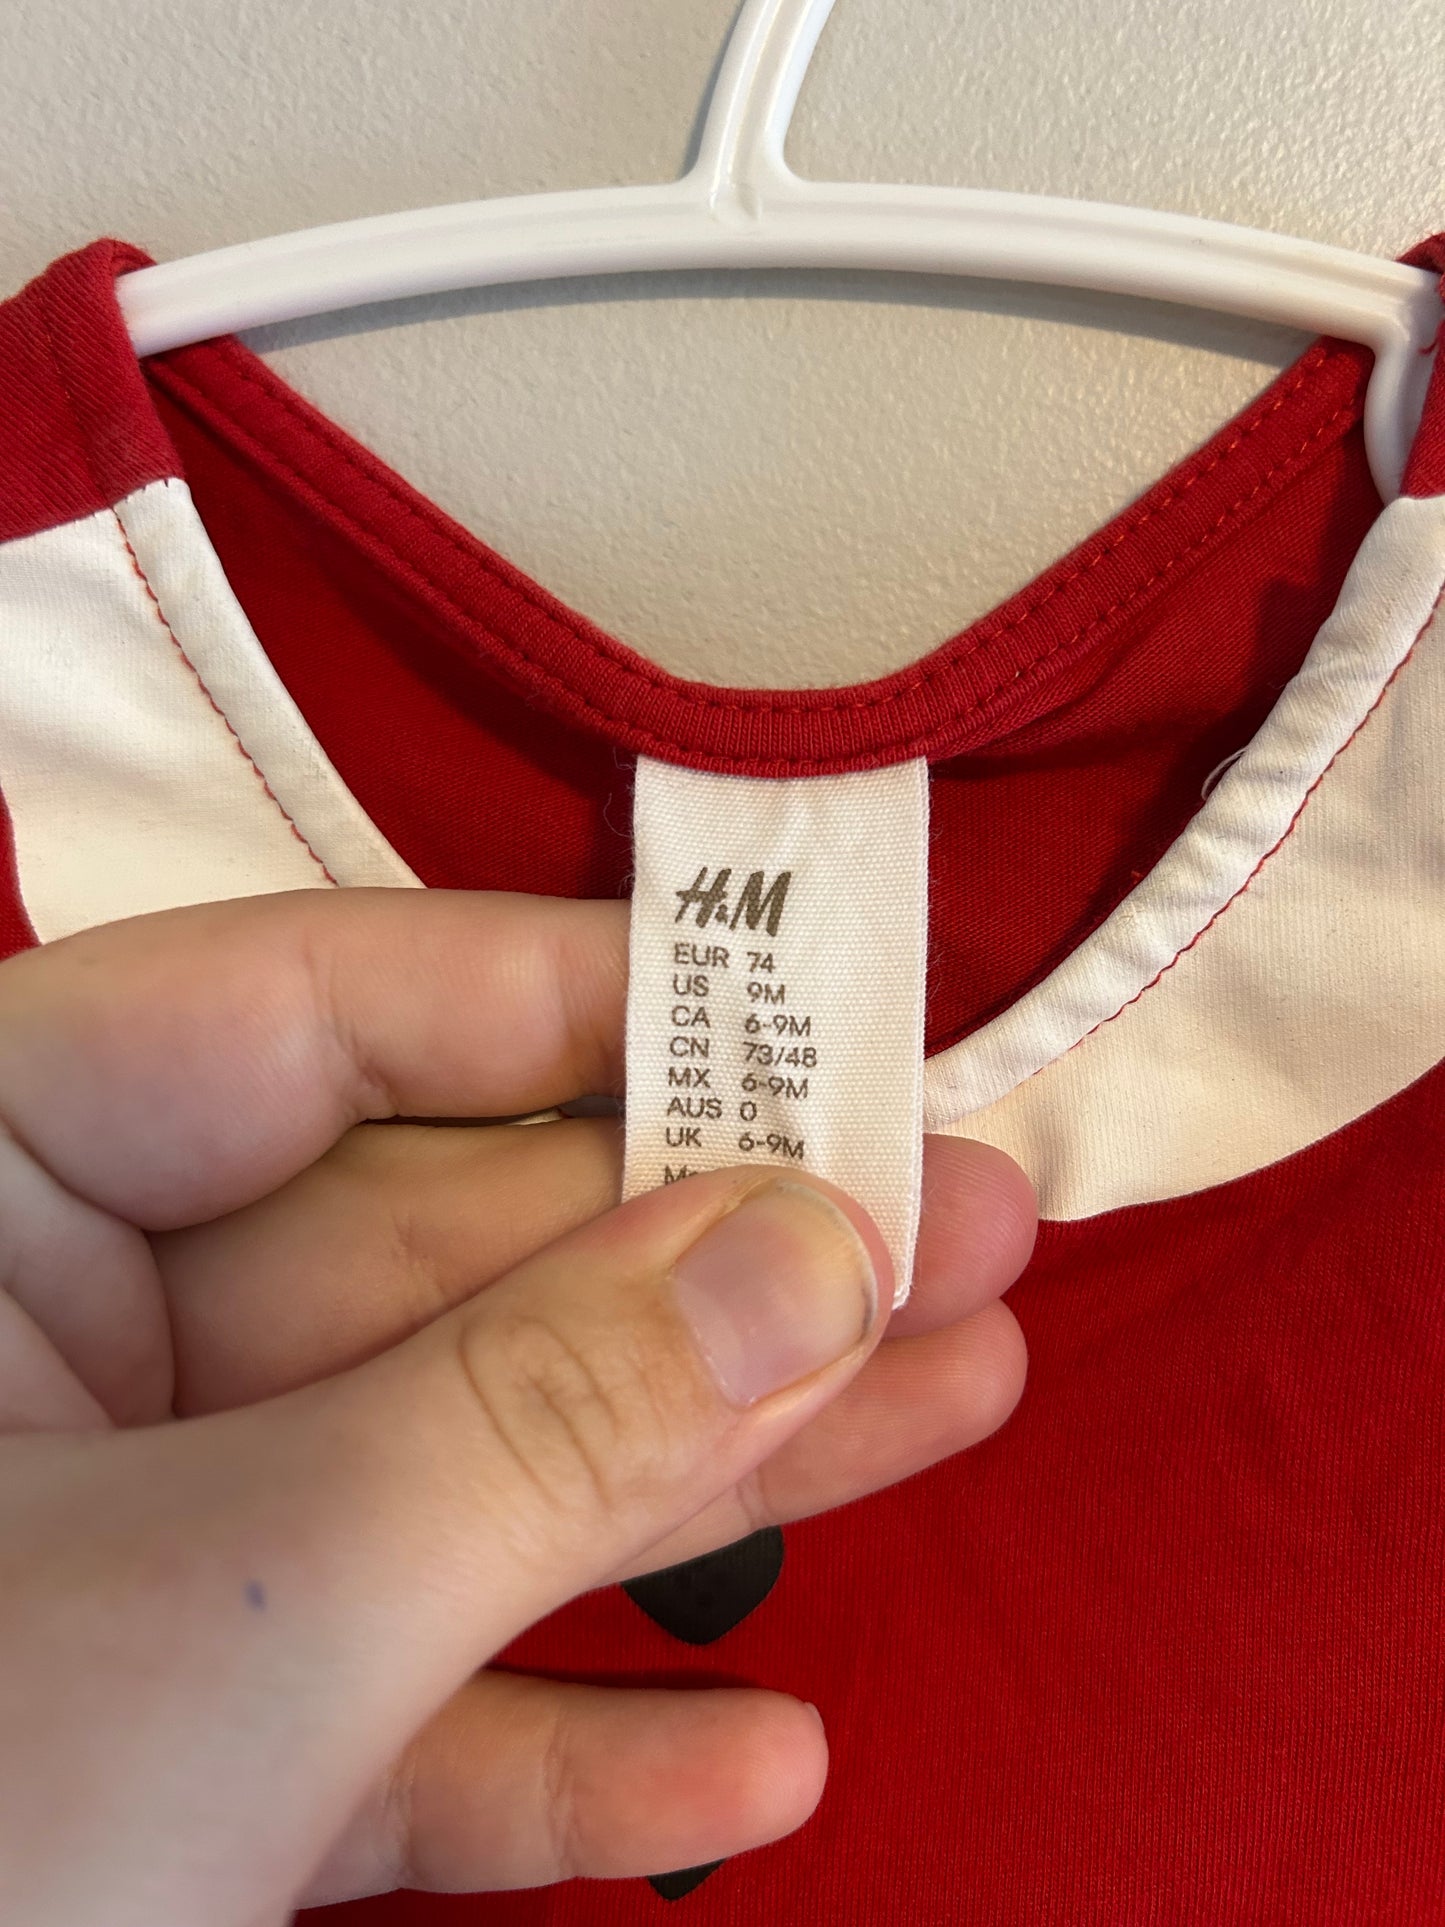 H&M
EUR 74
US 9M
CA 6-9M
CN 73/48
MX 6-9M
AUS 0
UK 6-9M